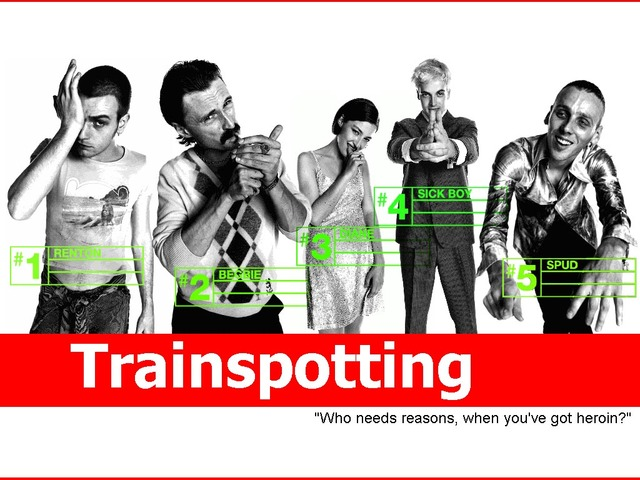 #1 RENTON
#2 BEGBIE
#3 DIANE
#4 SICK BOY
#5 SPUD
Trainspotting
"Who needs reasons, when you've got heroin?"